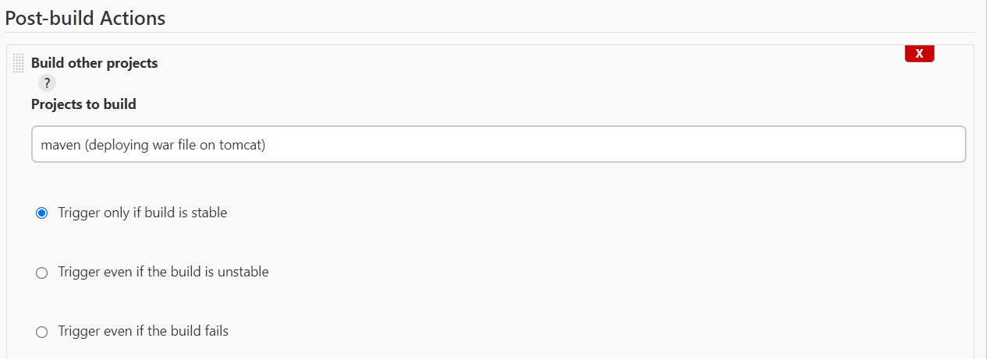 Post-build Actions
X
Build other projects
?
Projects to build
maven (deploying war file on tomcat)
Trigger only if build is stable
Trigger even if the build is unstable
Trigger even if the build fails